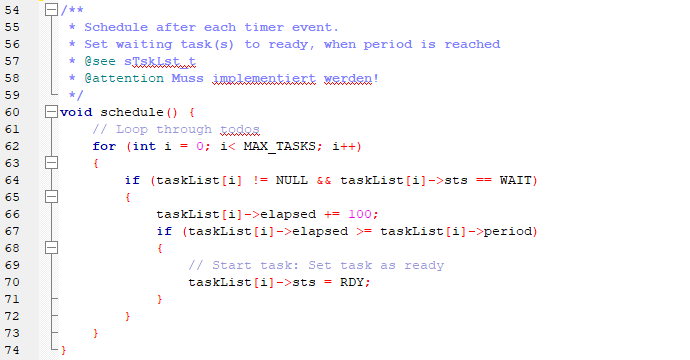 54 /**
55  * Schedule after each timer event.
56  * Set waiting task(s) to ready, when period is reached
57  * @see sTskLst_t
58  * @attention Muss implementiert werden!
59  */
60 void schedule() {
61     // Loop through todos
62     for (int i = 0; i< MAX_TASKS; i++)
63     {
64         if (taskList[i] != NULL && taskList[i]->sts == WAIT)
65         {
66             taskList[i]->elapsed += 100;
67             if (taskList[i]->elapsed >= taskList[i]->period)
68             {
69                 // Start task: Set task as ready
70                 taskList[i]->sts = RDY;
71             }
72         }
73     }
74 }